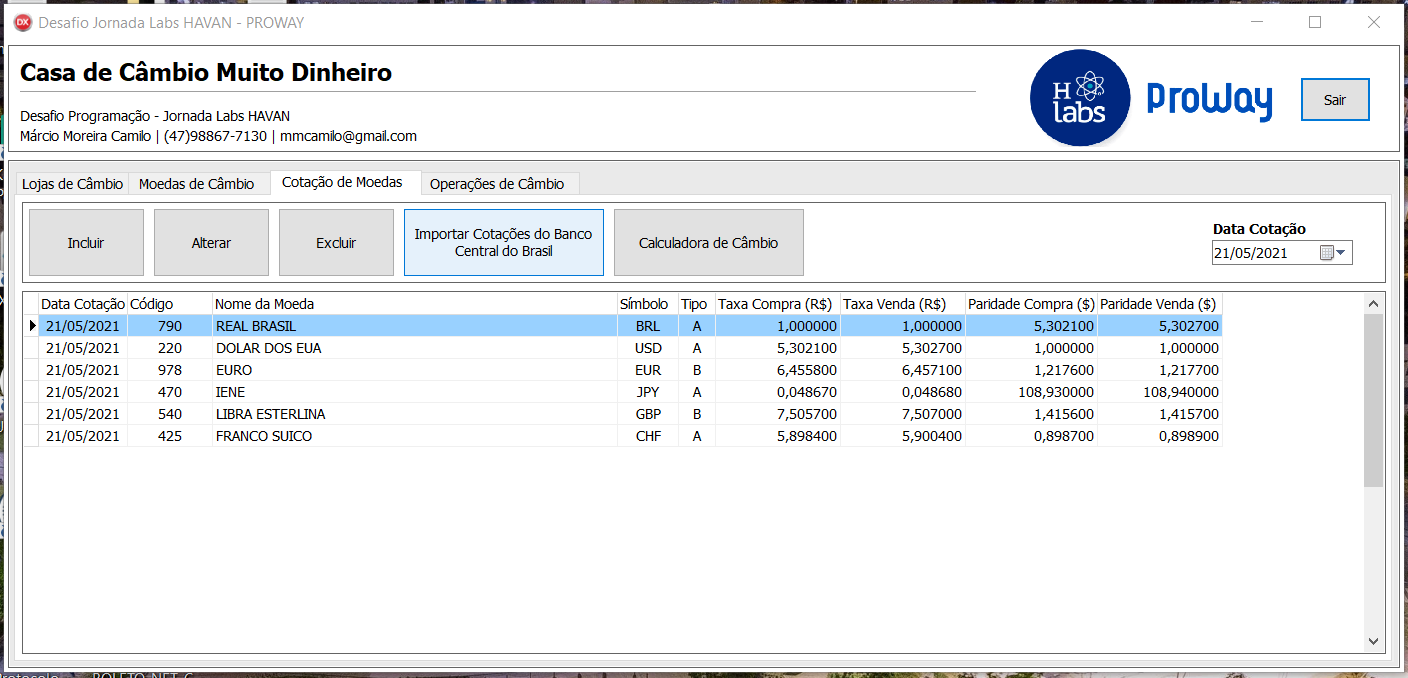 DX Desafio Jornada Labs HAVAN - PROWAY
Casa de Câmbio Muito Dinheiro
Desafio Programação - Jornada Labs HAVAN
Márcio Moreira Camilo | (47)98867-7130 | mmcamilo@gmail.com
H
labs
ProWay
Sair
Lojas de Câmbio Moedas de Câmbio Cotação de Moedas Operações de Câmbio
Incluir
Alterar
Excluir
Importar Cotações do Banco
Central do Brasil
Calculadora de Câmbio
Data Cotação
21/05/2021
Data Cotação Código Nome da Moeda Símbolo Tipo Taxa Compra (R$) Taxa Venda (R$) Paridade Compra ($) Paridade Venda ($)
21/05/2021 790 REAL BRASIL BRL A 1,000000 1,000000 5,302100 5,302700
21/05/2021 220 DOLAR DOS EUA USD A 5,302100 5,302700 1,000000 1,000000
21/05/2021 978 EURO EUR B 6,455800 6,457100 1,217600 1,217700
21/05/2021 470 IENE JPY A 0,048670 0,048680 108,930000 108,940000
21/05/2021 540 LIBRA ESTERLINA GBP B 7,505700 7,507000 1,415600 1,415700
21/05/2021 425 FRANCO SUICO CHF A 5,898400 5,900400 0,898700 0,898900